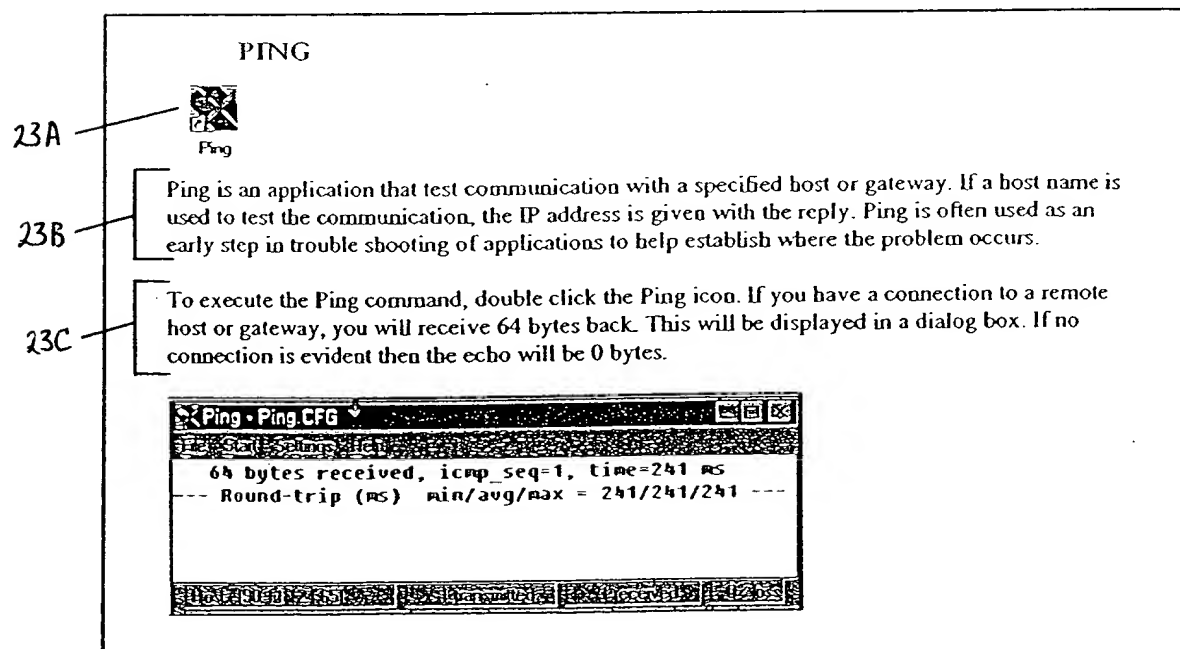 PING
23A
Ping
23B
Ping is an application that test communication with a specified host or gateway. If a host name is
used to test the communication, the IP address is given with the reply. Ping is often used as an
early step in trouble shooting of applications to help establish where the problem occurs.
23C
To execute the Ping command, double click the Ping icon. If you have a connection to a remote
host or gateway, you will receive 64 bytes back. This will be displayed in a dialog box. If no
connection is evident then the echo will be 0 bytes.
Ping - Ping.CFG
File Start Settings Help
64 bytes received, icmp_seq=1, time=241 ms
--- Round-trip (ms) min/avg/max = 241/241/241 ---